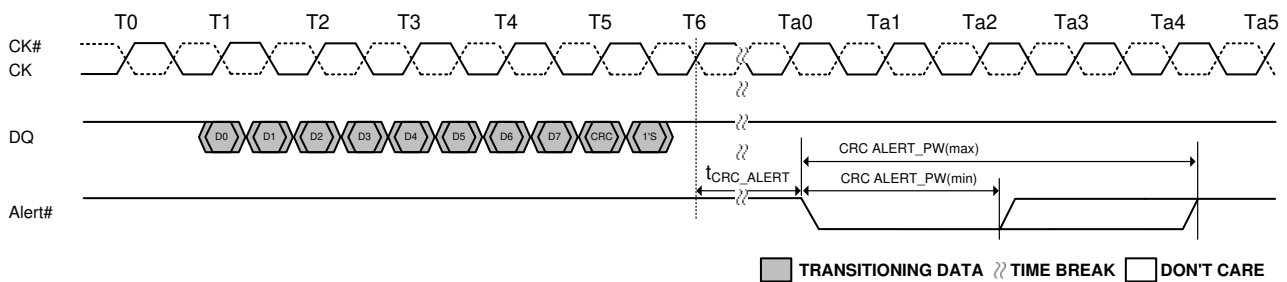 T0 T1 T2 T3 T4 T5 T6 Ta0 Ta1 Ta2 Ta3 Ta4 Ta5
CK#
CK
DQ
D0 D1 D2 D3 D4 D5 D6 D7 CRC 1'S
CRC ALERT_PW(max)
tCRC_ALERT
CRC ALERT_PW(min)
Alert#
TRANSITIONING DATA TIME BREAK DON'T CARE